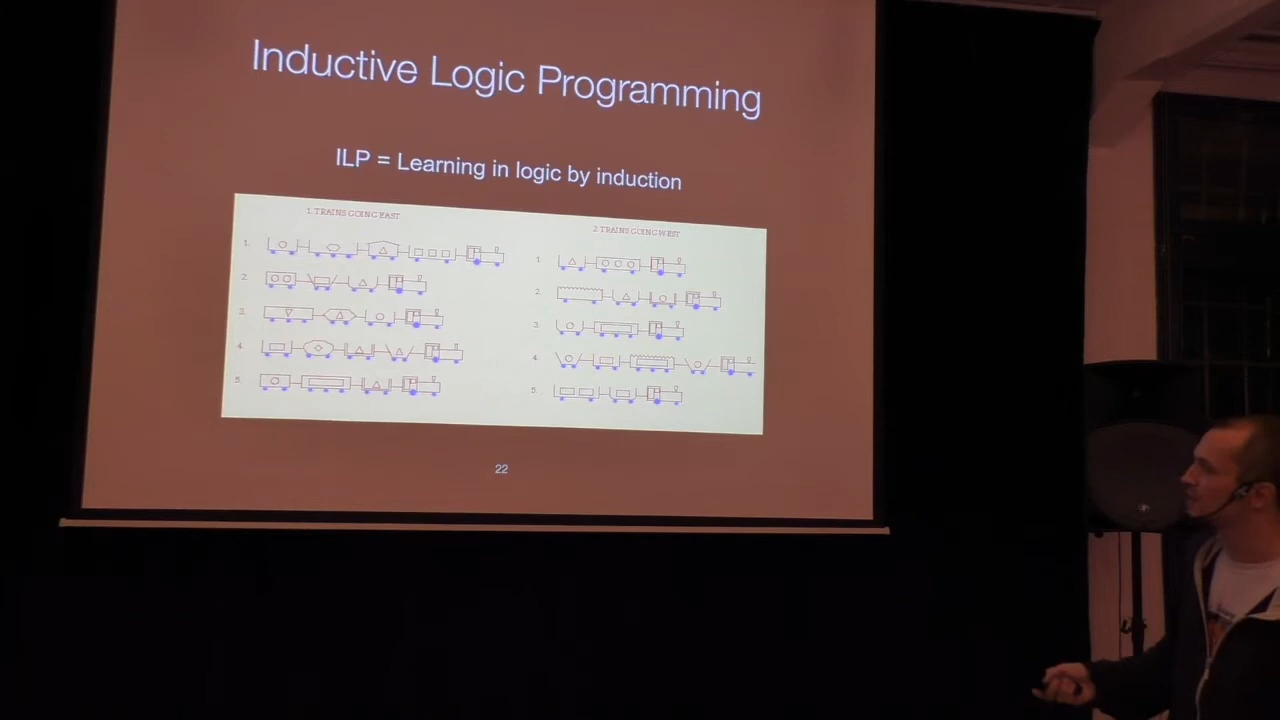 Inductive Logic Programming
ILP = Learning in logic by induction
1. TRAINS GOING EAST
1.
2.
3.
4.
5.
2. TRAINS GOING WEST
1.
2.
3.
4.
5.
22